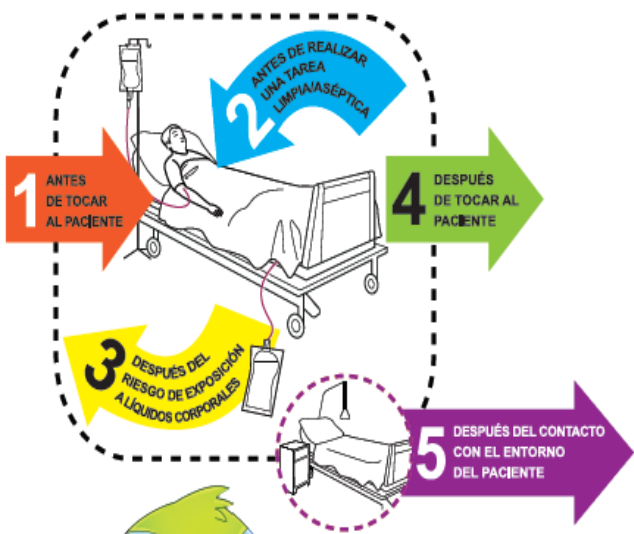 1
ANTES
DE TOCAR
AL PACIENTE
2
ANTES DE REALIZAR
UNA TAREA
LIMPIA/ASÉPTICA
3
DESPUÉS DEL
RIESGO DE EXPOSICIÓN
A LÍQUIDOS CORPORALES
4
DESPUÉS
DE TOCAR AL
PACIENTE
5
DESPUÉS DEL CONTACTO
CON EL ENTORNO
DEL PACIENTE